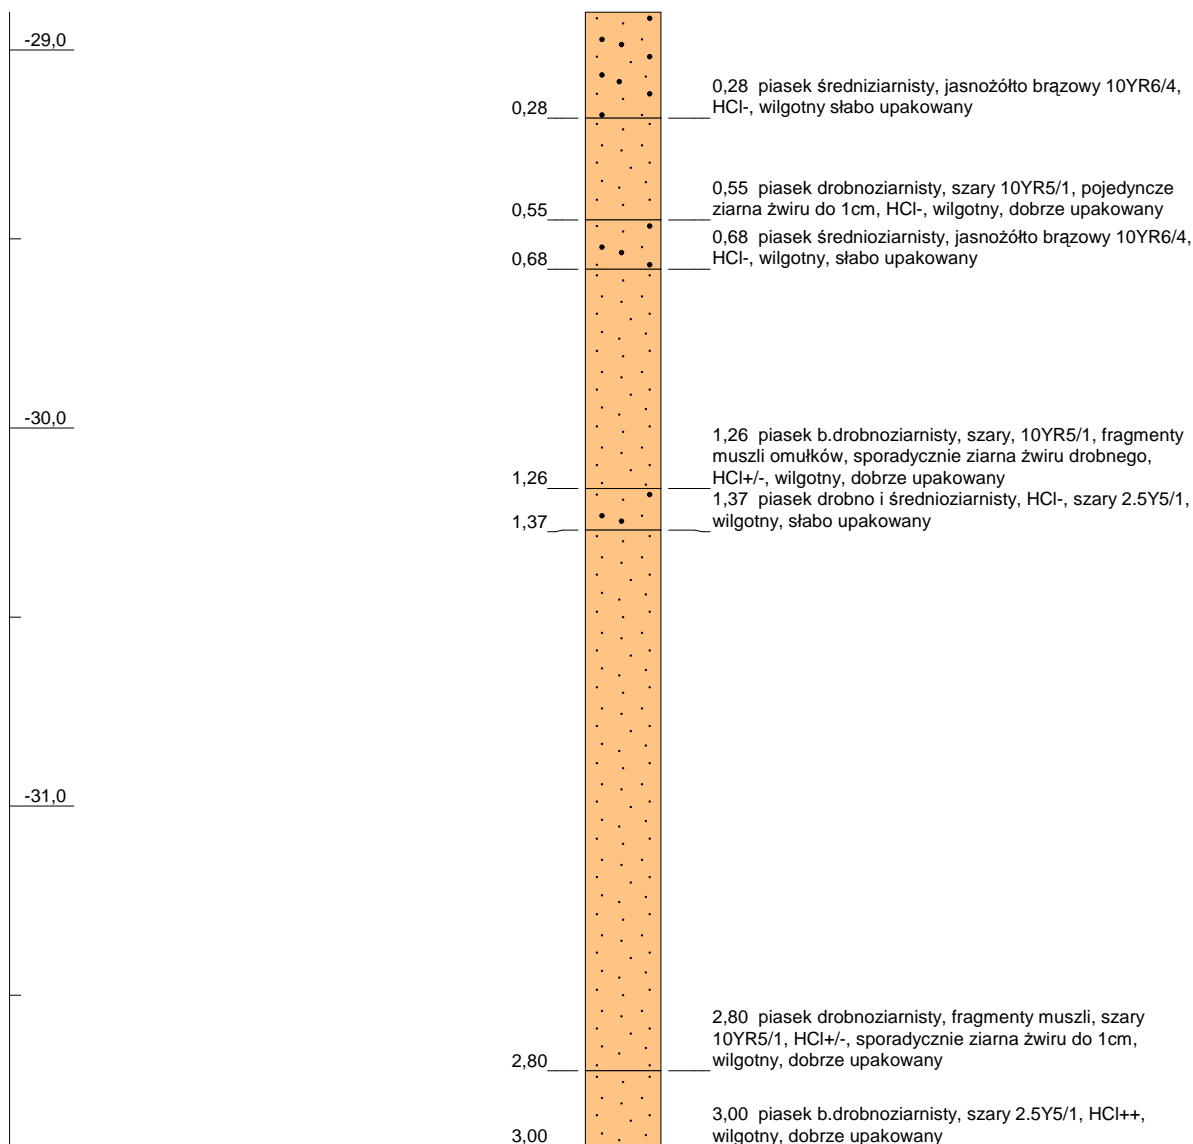 -29,0
0,28 piasek średniziarnisty, jasnożółto brązowy 10YR6/4,
0,28
HCl-, wilgotny słabo upakowany
0,55 piasek drobnoziarnisty, szary 10YR5/1, pojedyncze
0,55
ziarna żwiru do 1cm, HCl-, wilgotny, dobrze upakowany
0,68 piasek średnioziarnisty, jasnożółto brązowy 10YR6/4,
0,68
HCl-, wilgotny, słabo upakowany
-30,0
1,26 piasek b.drobnoziarnisty, szary, 10YR5/1, fragmenty
muszli omułków, sporadycznie ziarna żwiru drobnego,
1,26
HCl+/-, wilgotny, dobrze upakowany
1,37 piasek drobno i średnioziarnisty, HCl-, szary 2.5Y5/1,
1,37
wilgotny, słabo upakowany
-31,0
2,80 piasek drobnoziarnisty, fragmenty muszli, szary
10YR5/1, HCl+/-, sporadycznie ziarna żwiru do 1cm,
2,80
wilgotny, dobrze upakowany
3,00 piasek b.drobnoziarnisty, szary 2.5Y5/1, HCl++,
3,00
wilgotny, dobrze upakowany